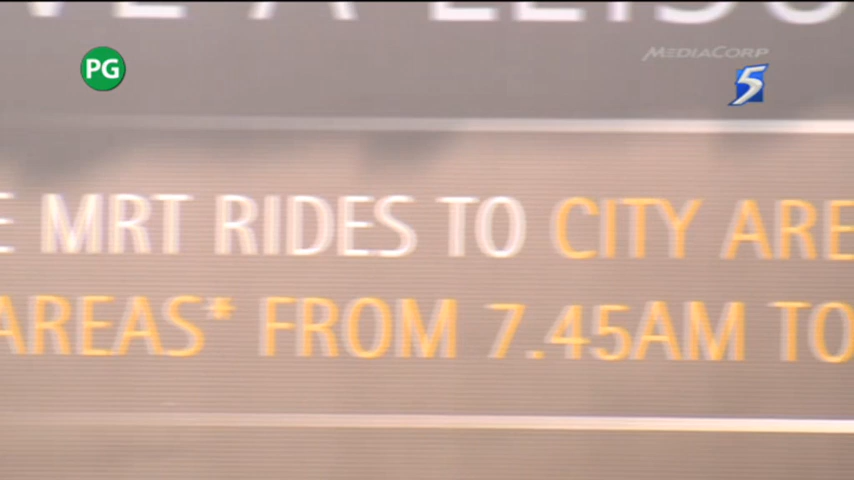 PG
MEDIACORP
5
E MRT RIDES TO CITY ARE
AREAS* FROM 7.45AM TO